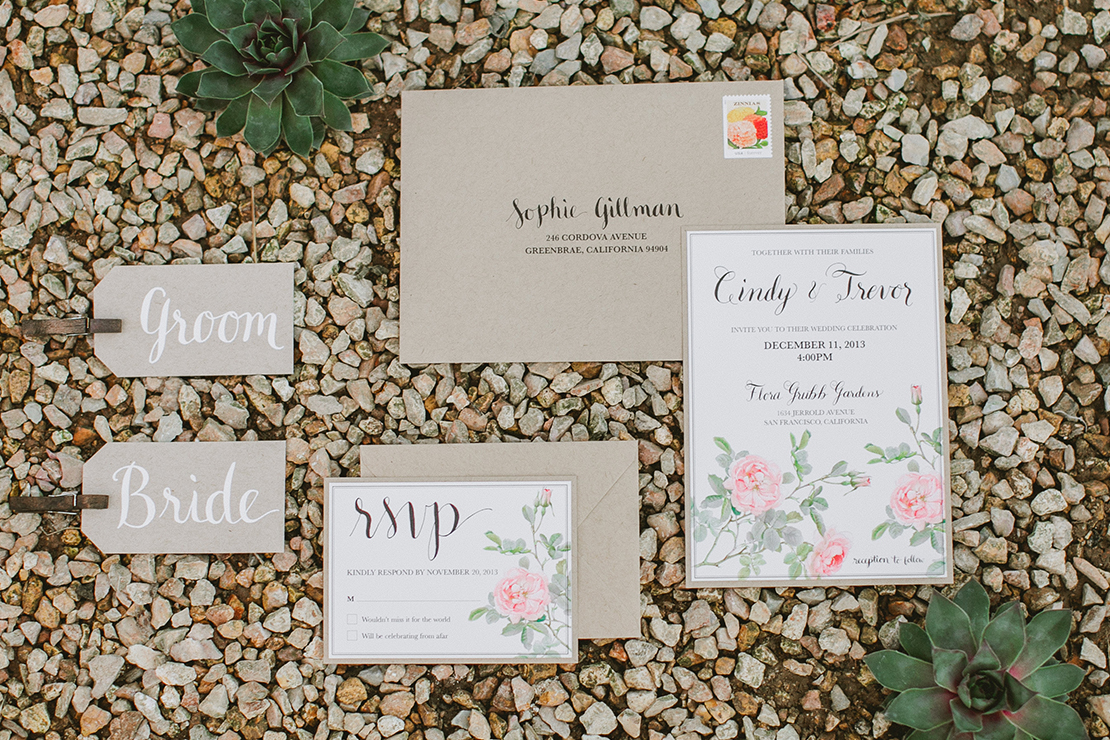 ZINNIAS
Sophie Gillman
246 CORDOVA AVENUE
GREENBRAE, CALIFORNIA 94904
Groom
Bride
TOGETHER WITH THEIR FAMILIES
Cindy & Trevor
INVITE YOU TO THEIR WEDDING CELEBRATION
DECEMBER 11, 2013
4:00PM
Flora Grubb Gardens
1634 JERROLD AVENUE
SAN FRANCISCO, CALIFORNIA
reception to follow
rsvp
KINDLY RESPOND BY NOVEMBER 20, 2013
M
Wouldn't miss it for the world
Will be celebrating from afar